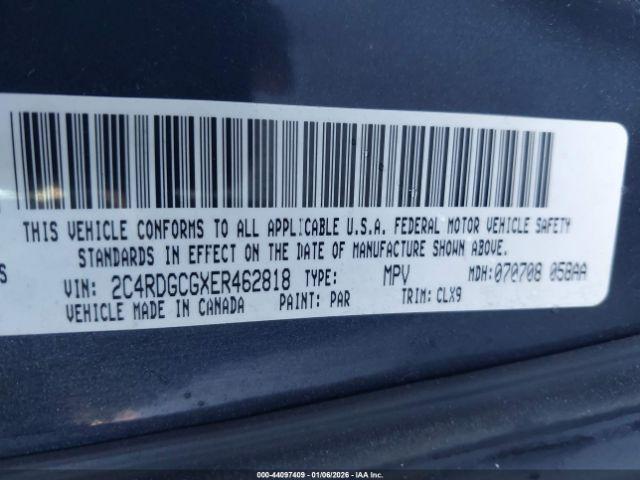 THIS VEHICLE CONFORMS TO ALL APPLICABLE U.S.A. FEDERAL MOTOR VEHICLE SAFETY
STANDARDS IN EFFECT ON THE DATE OF MANUFACTURE SHOWN ABOVE.
S
VIN: 2C4RDGCGXER462818 TYPE: MPV MDH: 070708 058AA
VEHICLE MADE IN CANADA PAINT: PAR TRIM: CLX9
000-44097409 - 01/06/2026 - IAA Inc.